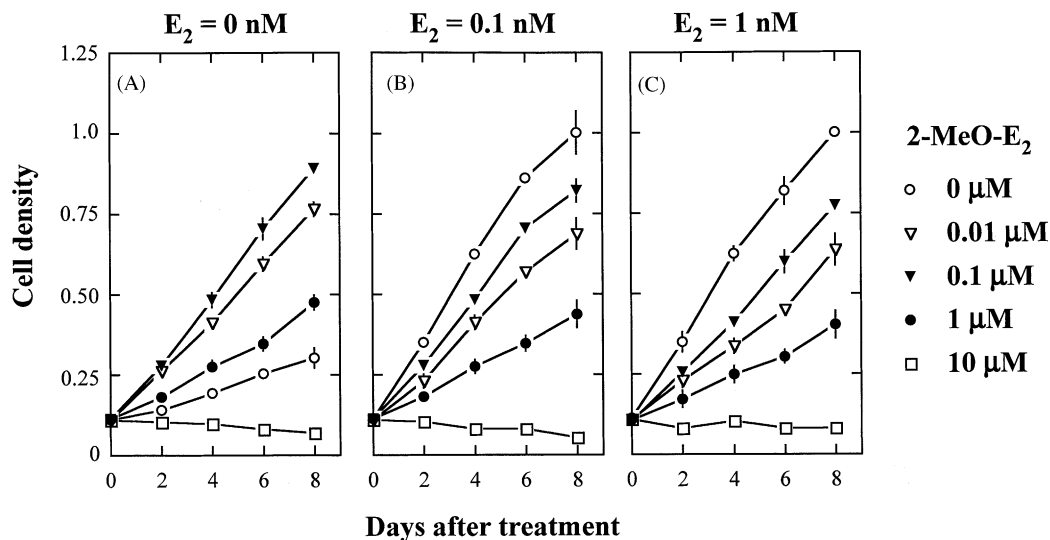 E₂ = 0 nM E₂ = 0.1 nM E₂ = 1 nM
1.25
(A) (B) (C)
1.0
2-MeO-E₂
0 μM
0.75
0.01 μM
Cell density
0.1 μM
0.50
1 μM
0.25
10 μM
0
0 2 4 6 8 0 2 4 6 8 0 2 4 6 8
Days after treatment